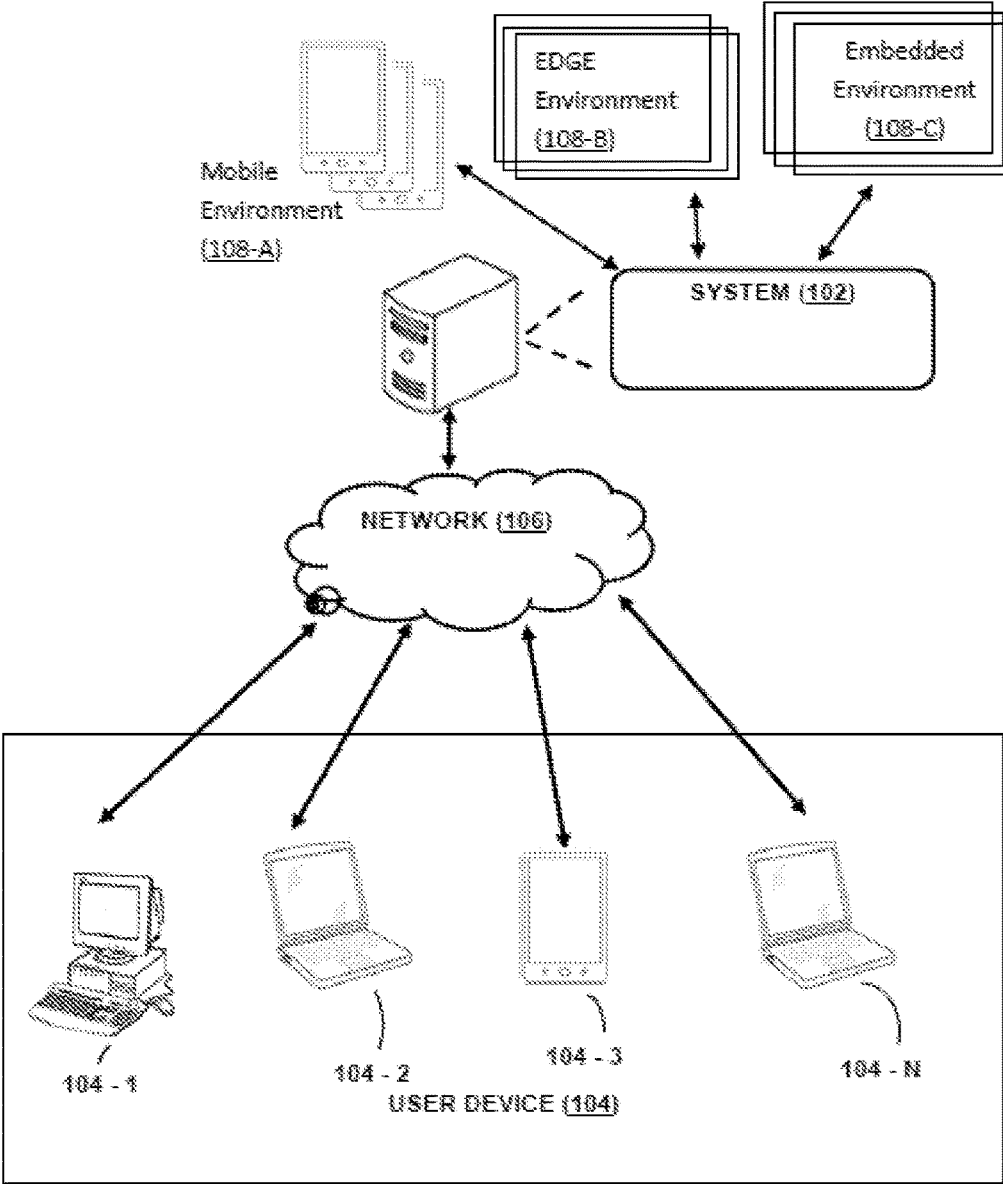 EDGE
Environment
(108-B)
Embedded
Environment
(108-C)
Mobile
Environment
(108-A)
SYSTEM (102)
NETWORK (106)
104 - 1
104 - 2
104 - 3
104 - N
USER DEVICE (104)